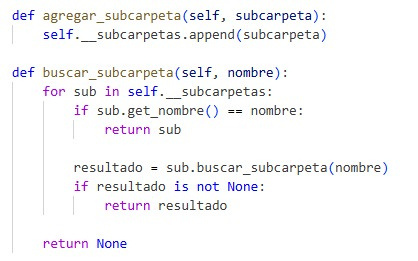 def agregar_subcarpeta(self, subcarpeta):
    self.__subcarpetas.append(subcarpeta)

def buscar_subcarpeta(self, nombre):
    for sub in self.__subcarpetas:
        if sub.get_nombre() == nombre:
            return sub

        resultado = sub.buscar_subcarpeta(nombre)
        if resultado is not None:
            return resultado

    return None